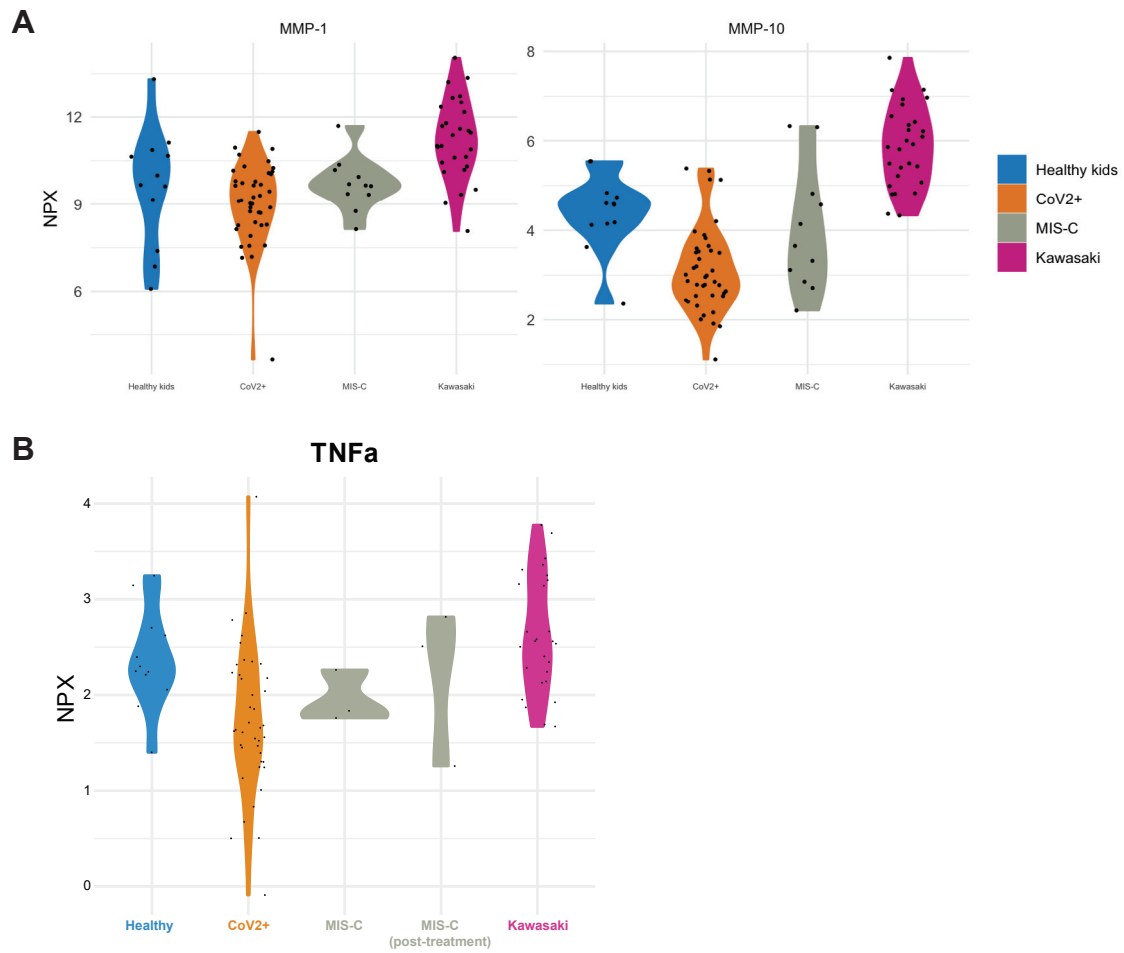 A
MMP-1
MMP-10
NPX
12
9
6
8
6
4
2
Healthy kids
CoV2+
MIS-C
Kawasaki
Healthy kids
CoV2+
MIS-C
Kawasaki
Healthy kids
CoV2+
MIS-C
Kawasaki
B
TNFa
NPX
4
3
2
1
0
Healthy
CoV2+
MIS-C
MIS-C
(post-treatment)
Kawasaki